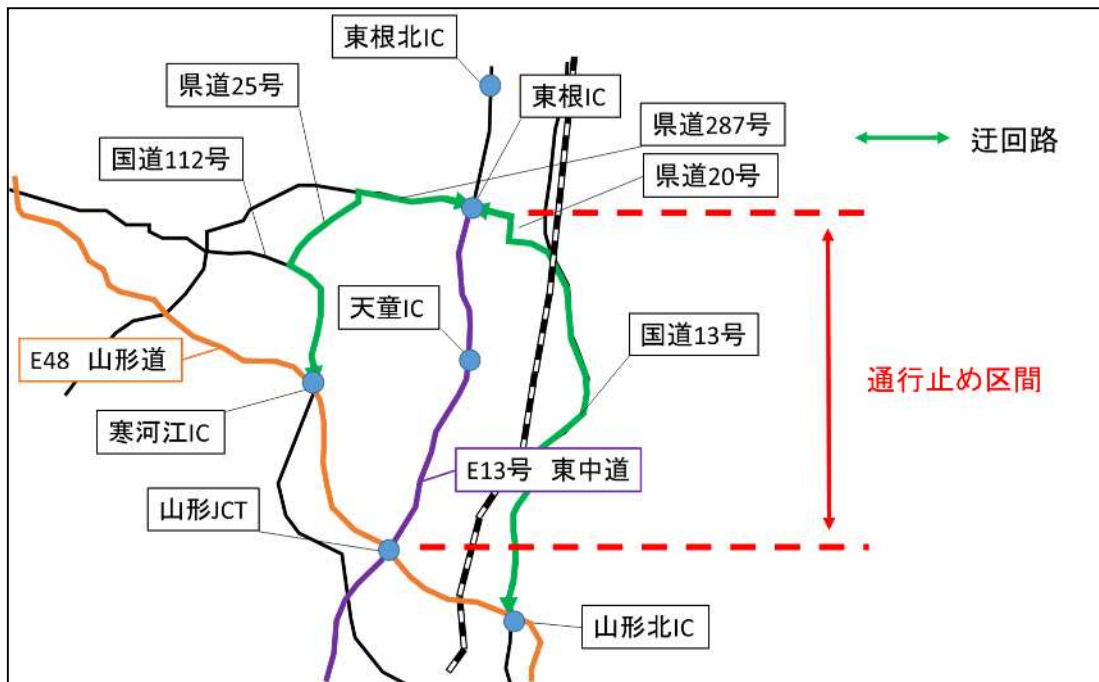 東根北IC
県道25号
東根IC
県道287号
迂回路
国道112号
県道20号
天童IC
国道13号
E48 山形道
通行止め区間
寒河江IC
E13号 東中道
山形JCT
山形北IC